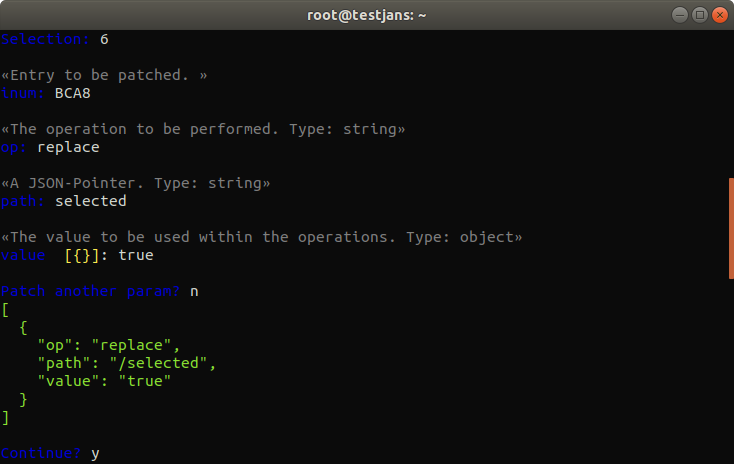 root@testjans: ~
Selection: 6
«Entry to be patched. »
inum: BCA8
«The operation to be performed. Type: string»
op: replace
«A JSON-Pointer. Type: string»
path: selected
«The value to be used within the operations. Type: object»
value  [{}]: true
Patch another param? n
[
  {
    "op": "replace",
    "path": "/selected",
    "value": "true"
  }
]
Continue? y